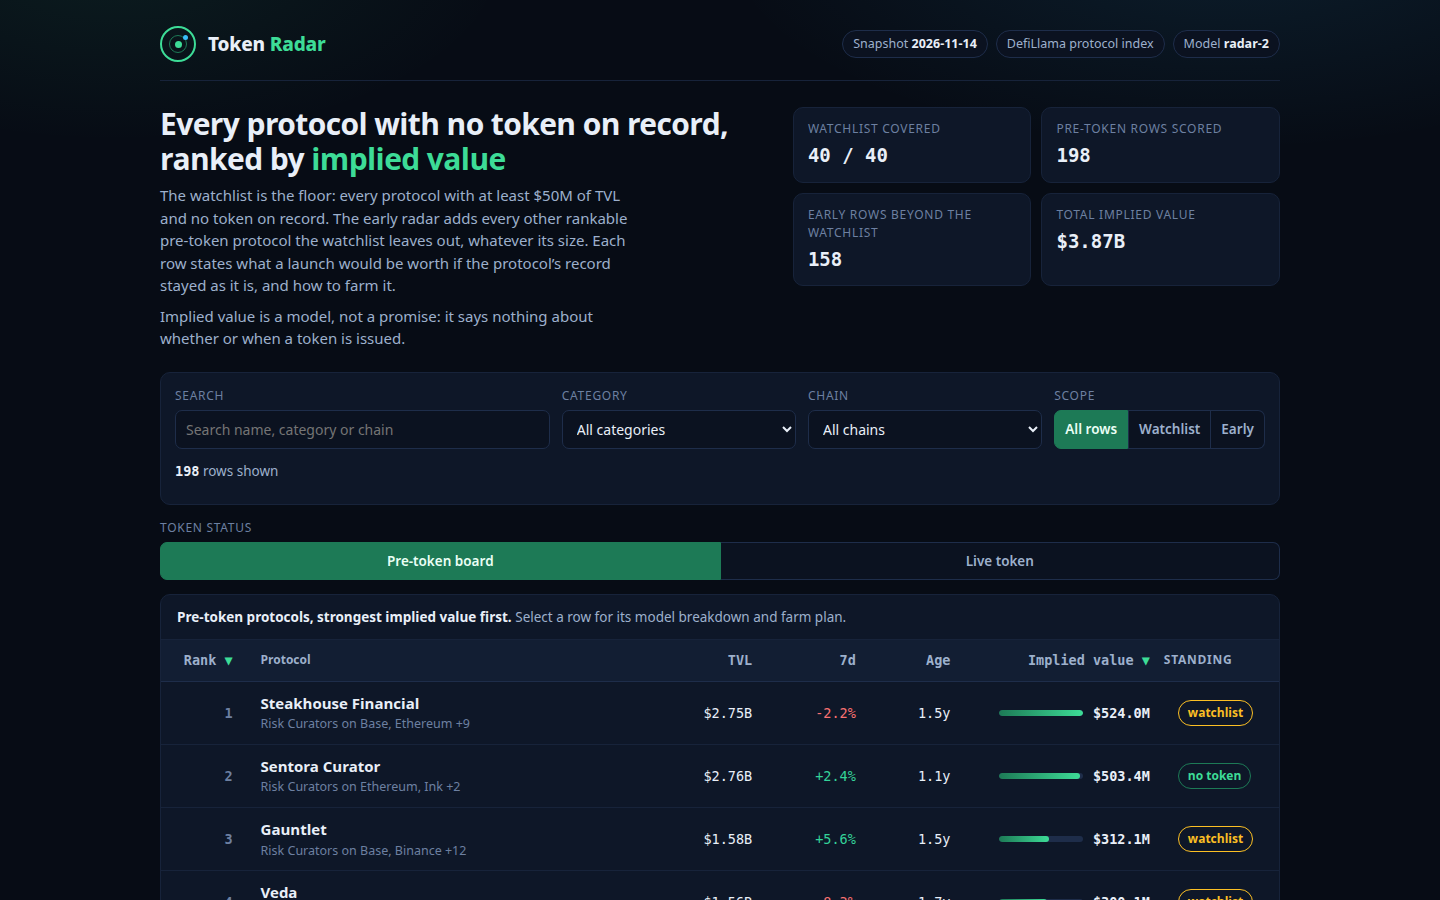 Token Radar
Snapshot 2026-11-14
DefiLlama protocol index
Model radar-2
Every protocol with no token on record,
ranked by implied value
The watchlist is the floor: every protocol with at least $50M of TVL
and no token on record. The early radar adds every other rankable
pre-token protocol the watchlist leaves out, whatever its size. Each
row states what a launch would be worth if the protocol’s record
stayed as it is, and how to farm it.
Implied value is a model, not a promise: it says nothing about
whether or when a token is issued.
WATCHLIST COVERED
40 / 40
PRE-TOKEN ROWS SCORED
198
EARLY ROWS BEYOND THE
WATCHLIST
158
TOTAL IMPLIED VALUE
$3.87B
SEARCH
Search name, category or chain
CATEGORY
All categories
CHAIN
All chains
SCOPE
All rows Watchlist Early
198 rows shown
TOKEN STATUS
Pre-token board
Live token
Pre-token protocols, strongest implied value first. Select a row for its model breakdown and farm plan.
Rank ▼ Protocol TVL 7d Age Implied value ▼ STANDING
1 Steakhouse Financial $2.75B -2.2% 1.5y $524.0M watchlist
Risk Curators on Base, Ethereum +9
2 Sentora Curator $2.76B +2.4% 1.1y $503.4M no token
Risk Curators on Ethereum, Ink +2
3 Gauntlet $1.58B +5.6% 1.5y $312.1M watchlist
Risk Curators on Base, Binance +12
Veda